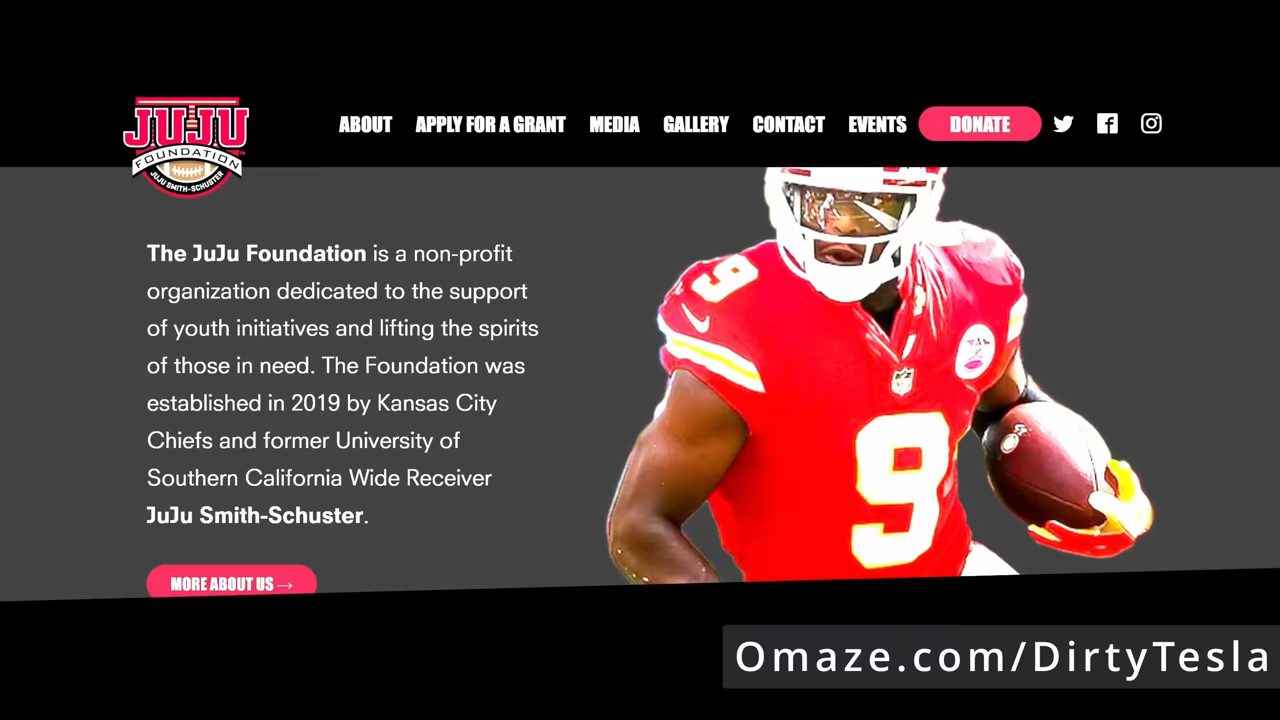 JUJU
FOUNDATION
JUJU SMITH-SCHUSTER
ABOUT
APPLY FOR A GRANT
MEDIA
GALLERY
CONTACT
EVENTS
DONATE
The JuJu Foundation is a non-profit
organization dedicated to the support
of youth initiatives and lifting the spirits
of those in need. The Foundation was
established in 2019 by Kansas City
Chiefs and former University of
Southern California Wide Receiver
JuJu Smith-Schuster.
MORE ABOUT US →
9
9
Omaze.com/DirtyTesla